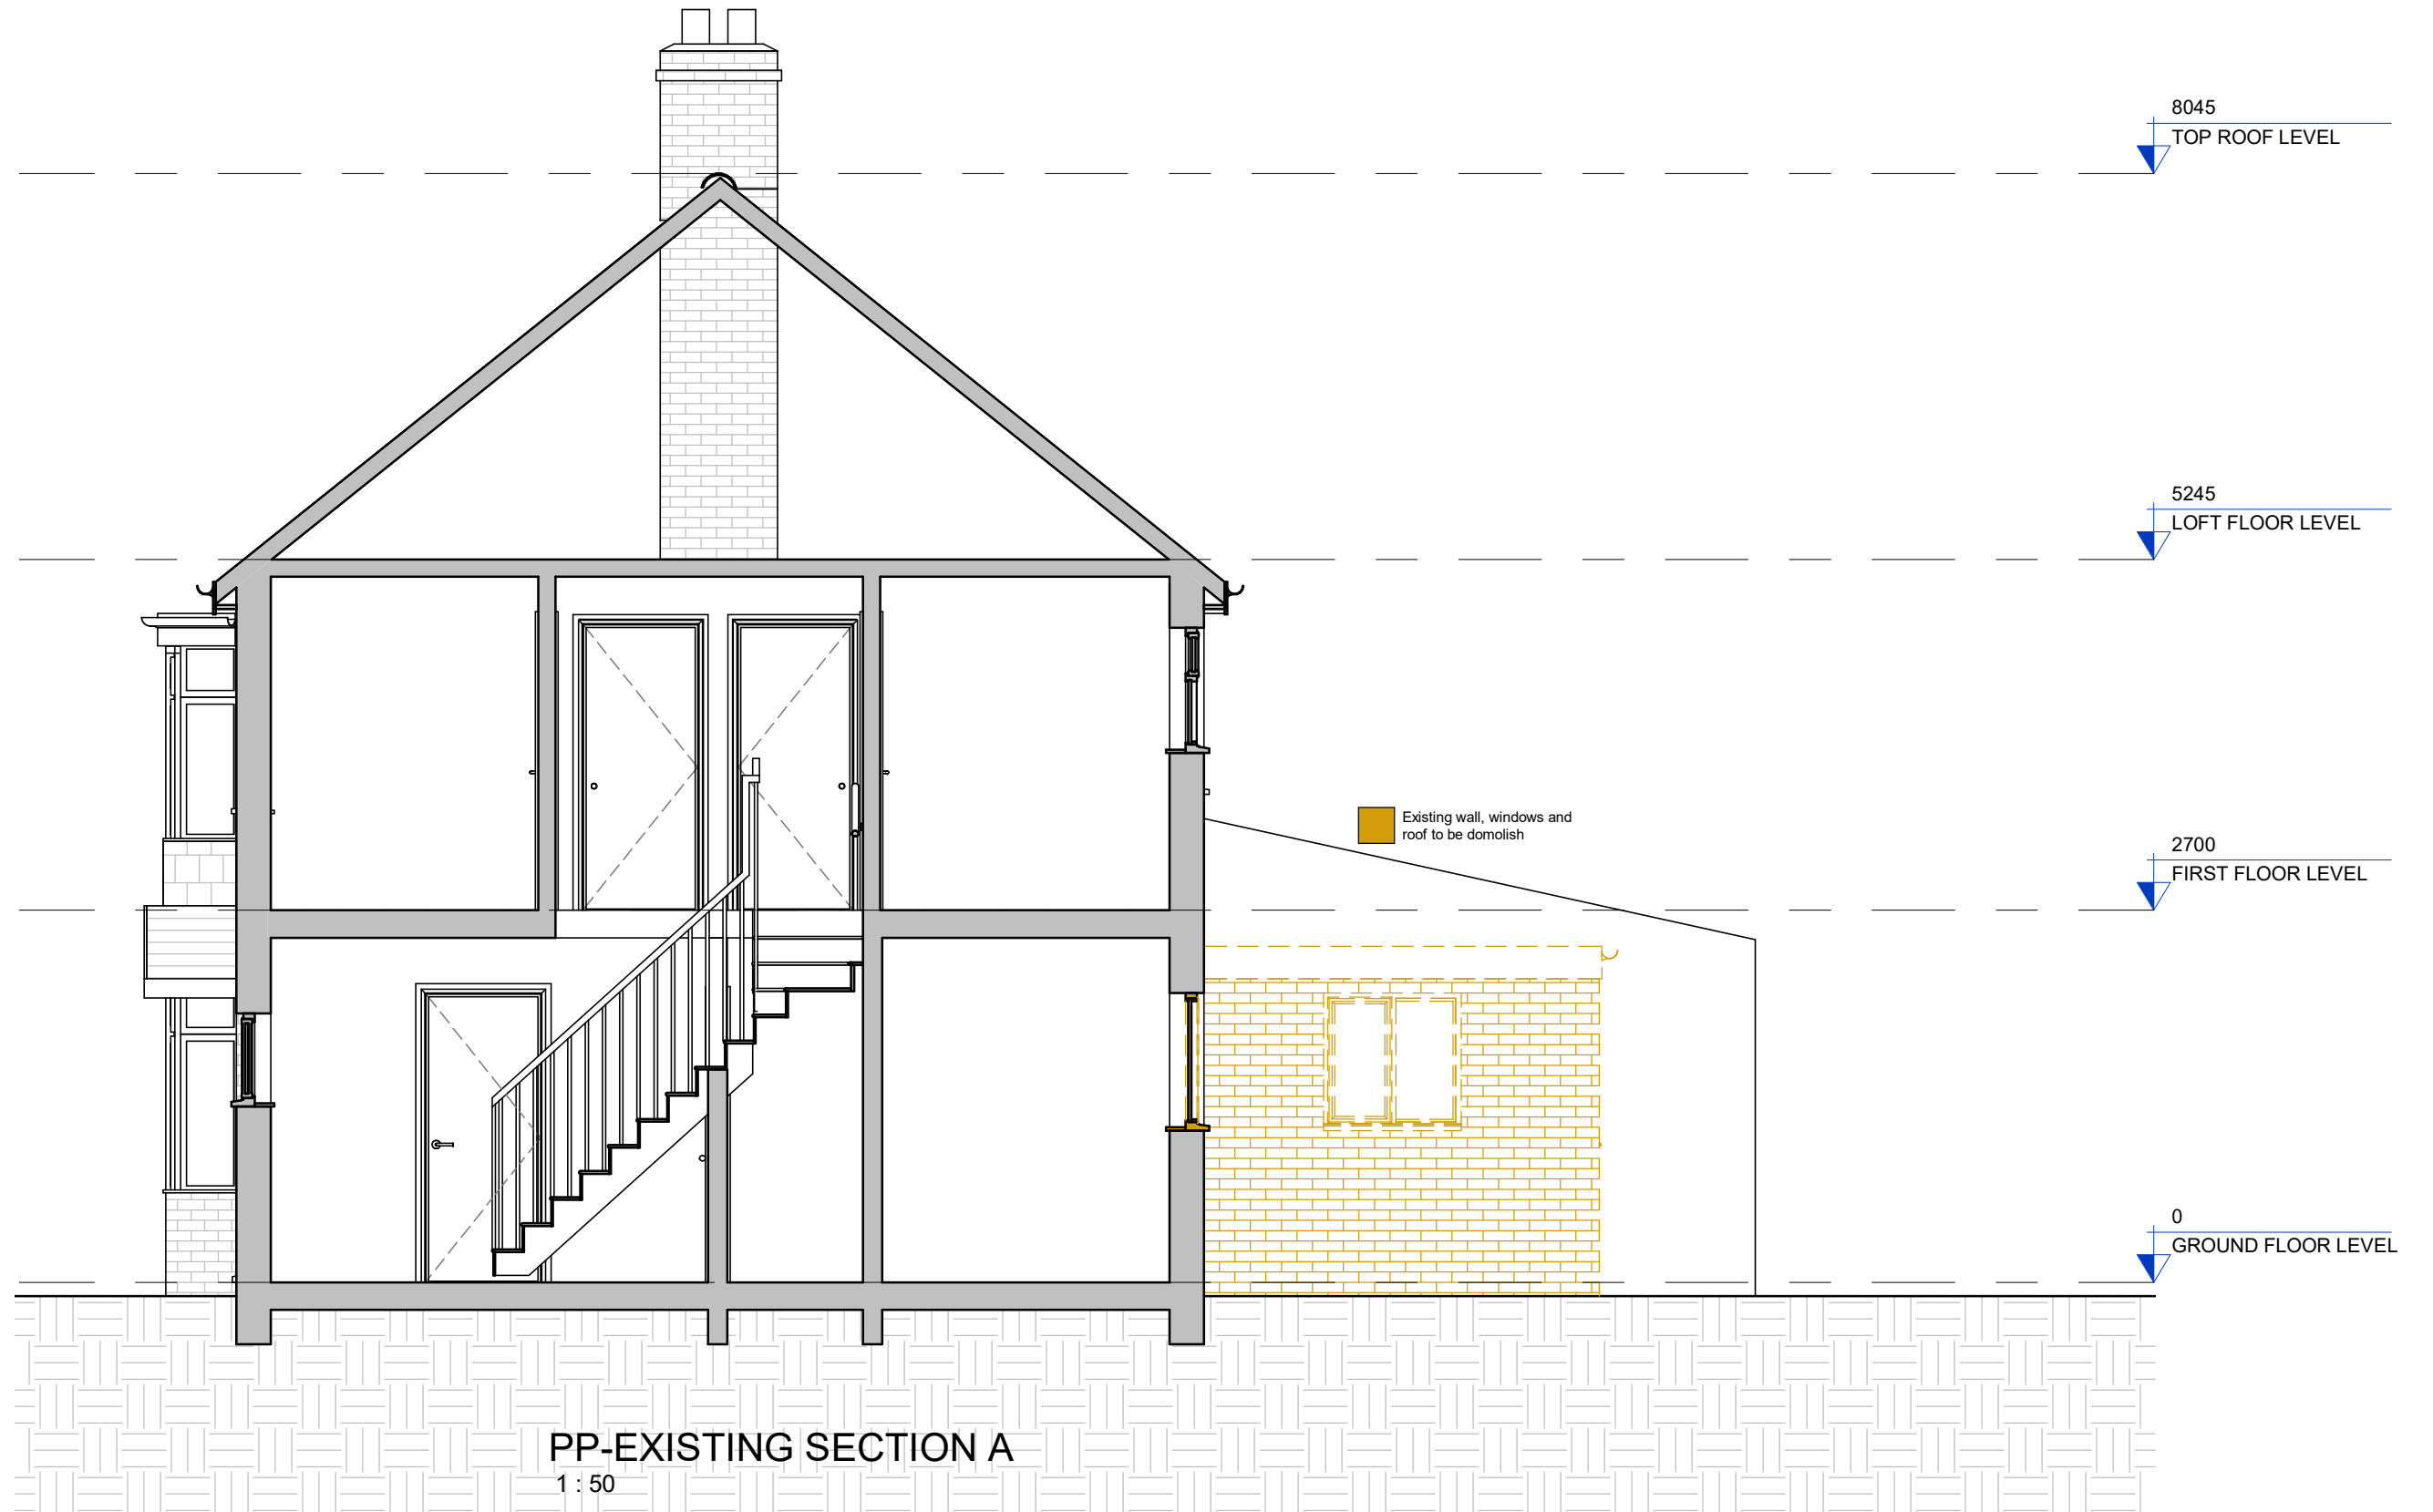 8045
TOP ROOF LEVEL
5245
LOFT FLOOR LEVEL
Existing wall, windows and
roof to be domolish
2700
FIRST FLOOR LEVEL
0
GROUND FLOOR LEVEL
PP-EXISTING SECTION A
1 : 50